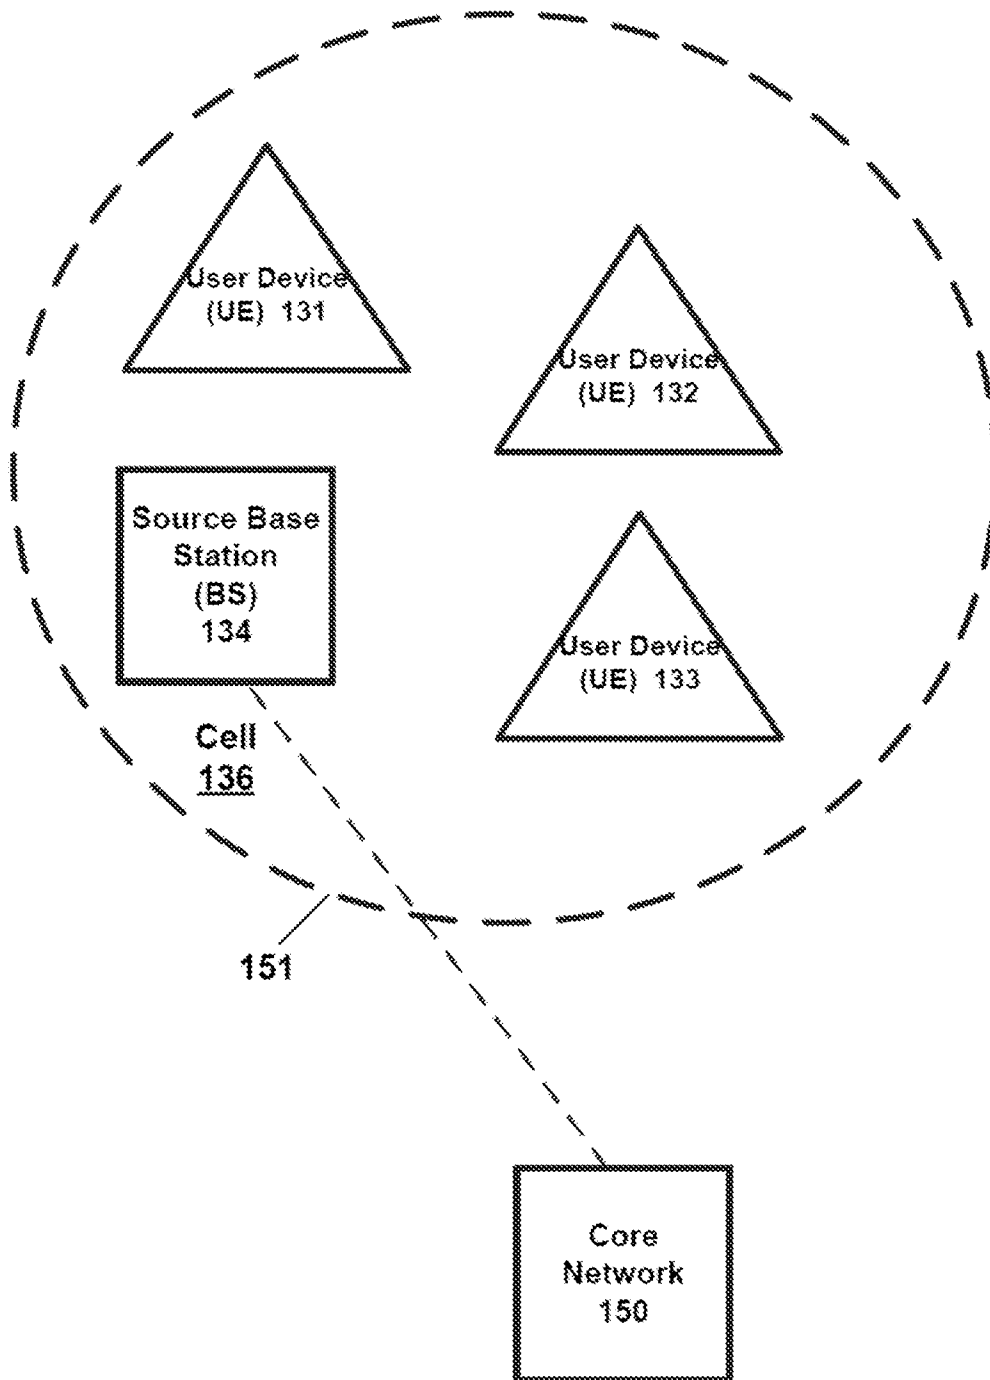 User Device
(UE) 131
User Device
(UE) 132
Source Base
Station
(BS)
134
User Device
(UE) 133
Cell
136
151
Core
Network
150